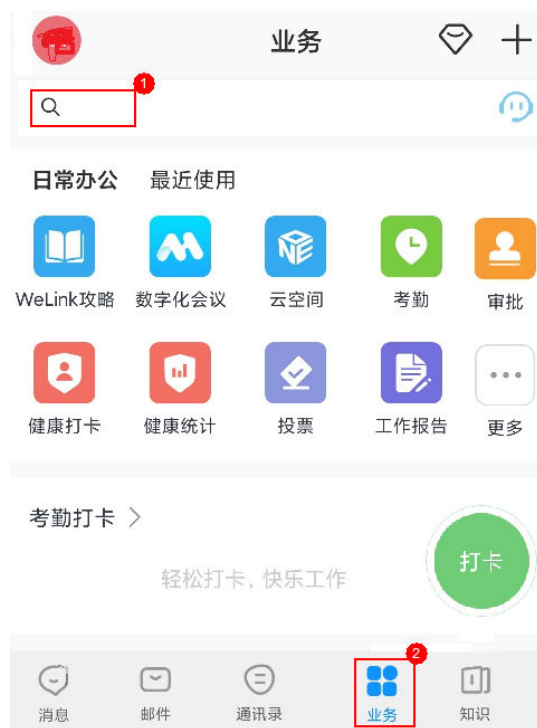 业务
1
日常办公 最近使用
WeLink攻略 数字化会议 云空间 考勤 审批
健康打卡 健康统计 投票 工作报告 更多
考勤打卡
打卡
轻松打卡，快乐工作
2
消息 邮件 通讯录 业务 知识